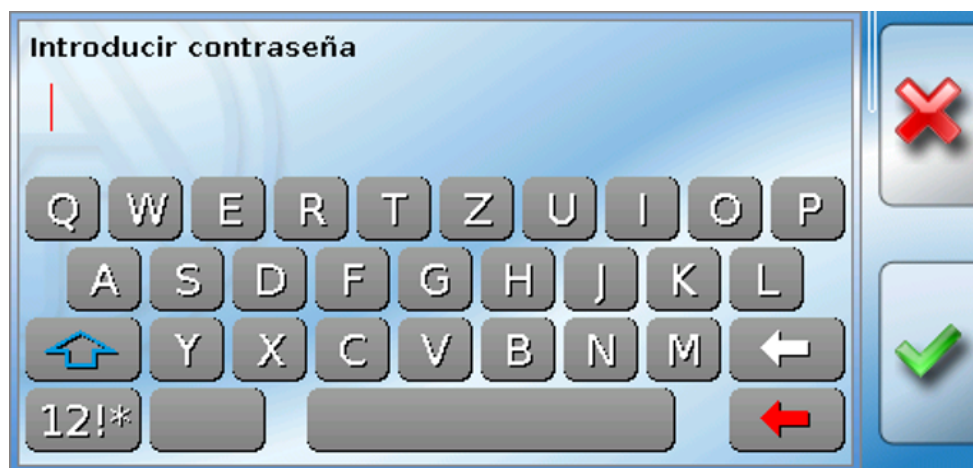 Introducir contraseña
Q W E R T Z U I O P
A S D F G H J K L
Y X C V B N M
12!*